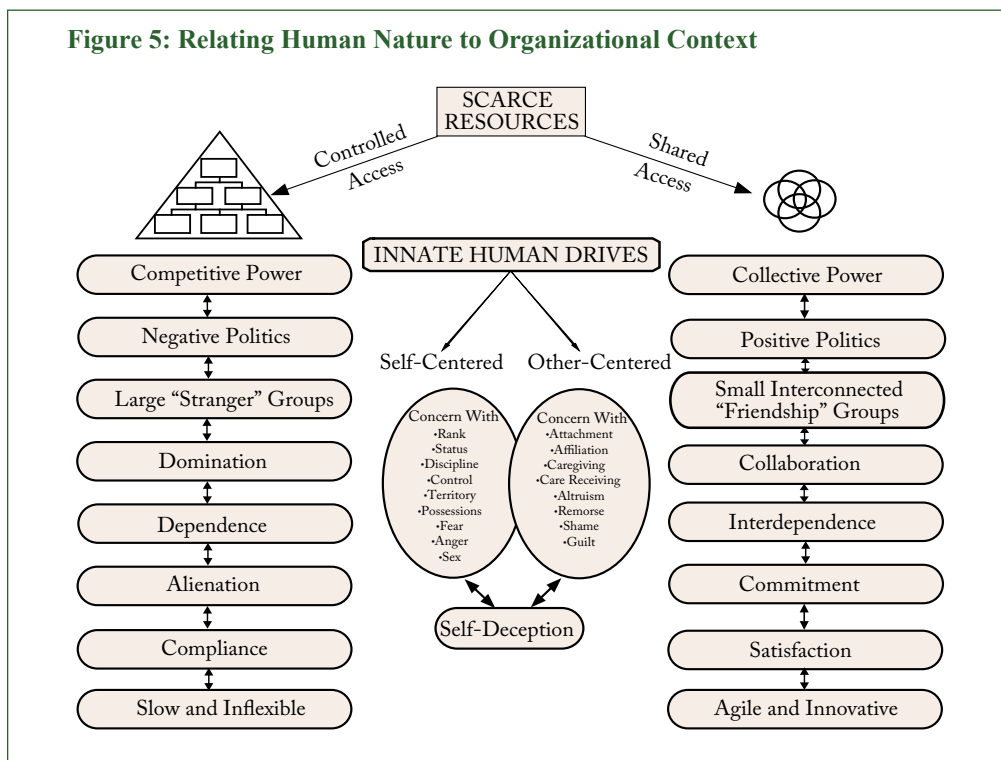 Figure 5: Relating Human Nature to Organizational Context
SCARCE
RESOURCES
Controlled
Access
Shared
Access
Competitive Power
Negative Politics
Large “Stranger” Groups
Domination
Dependence
Alienation
Compliance
Slow and Inflexible
INNATE HUMAN DRIVES
Self-Centered
Other-Centered
Concern With
•Rank
•Status
•Discipline
•Control
•Territory
•Possessions
•Fear
•Anger
•Sex
Concern With
•Attachment
•Affiliation
•Caregiving
•Care Receiving
•Altruism
•Remorse
•Shame
•Guilt
Self-Deception
Collective Power
Positive Politics
Small Interconnected
“Friendship” Groups
Collaboration
Interdependence
Commitment
Satisfaction
Agile and Innovative